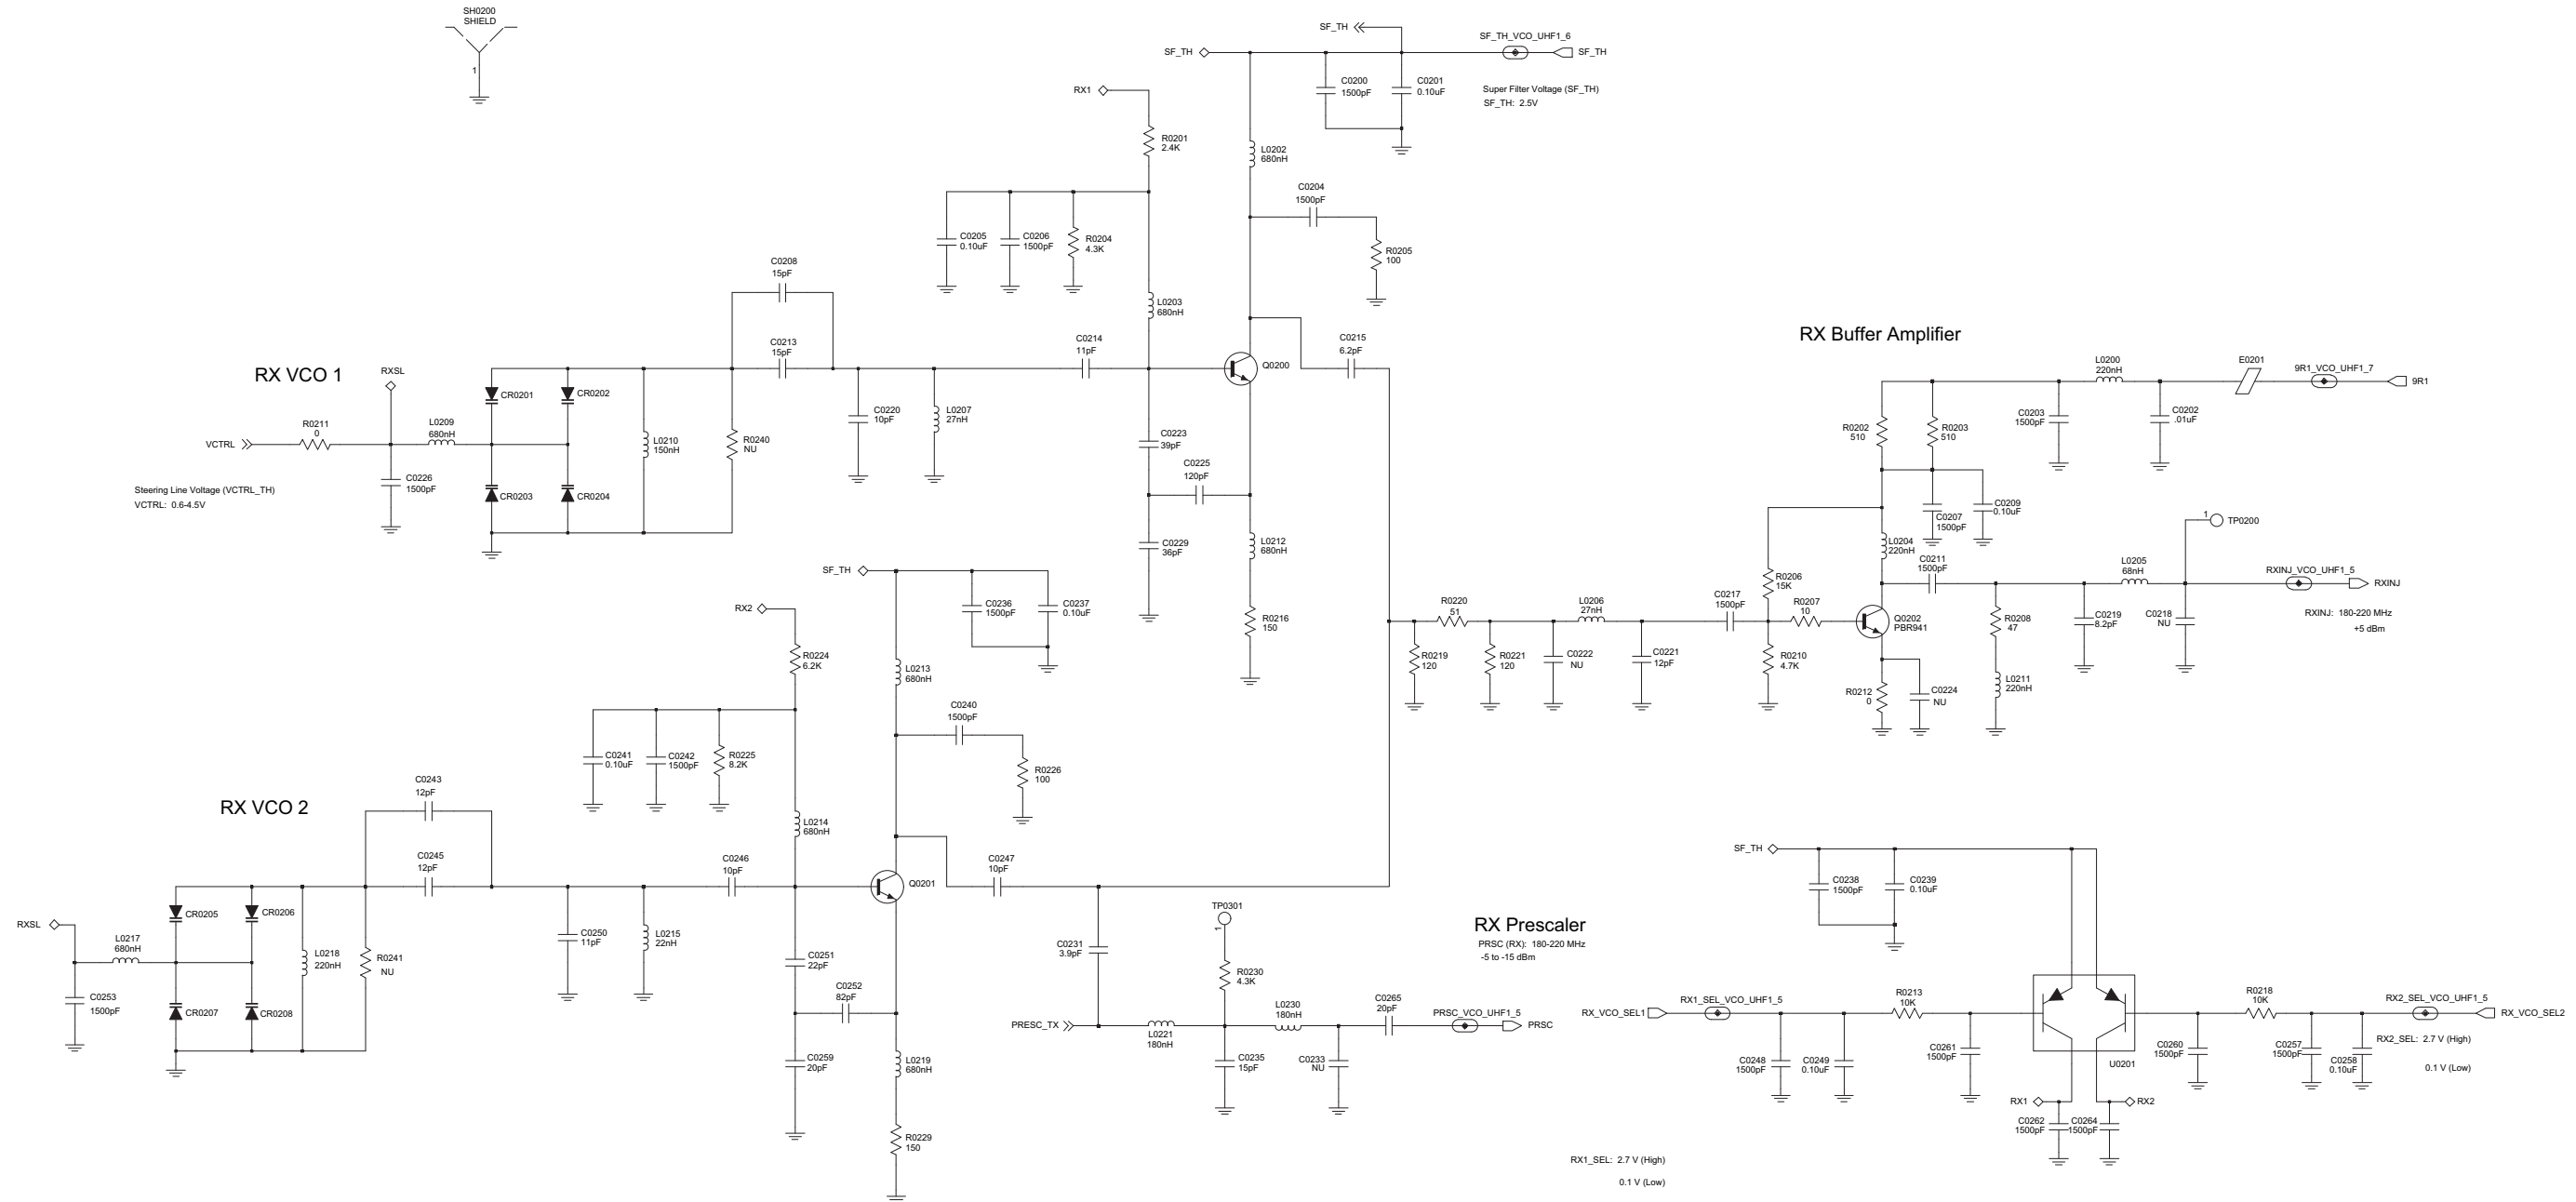 SH0200
SHIELD
1
SF_TH
SF_TH
SF_TH_VCO_UHF1_6
SF_TH
C0200
1500pF
C0201
0.10uF
Super Filter Voltage (SF_TH)
SF_TH: 2.5V
RX1
R0201
2.4K
L0202
680nH
C0204
1500pF
C0205
0.10uF
C0206
1500pF
R0204
4.3K
R0205
100
C0208
15pF
L0203
680nH
C0213
15pF
C0214
11pF
C0215
6.2pF
Q0200
RX VCO 1
RXSL
CR0201
CR0202
R0211
0
L0209
680nH
VCTRL
L0210
150nH
R0240
NU
C0220
10pF
L0207
27nH
C0223
39pF
C0225
120pF
C0226
1500pF
CR0203
CR0204
Steering Line Voltage (VCTRL_TH)
VCTRL: 0.6-4.5V
C0229
36pF
L0212
680nH
R0216
150
RX Buffer Amplifier
L0200
220nH
E0201
9R1_VCO_UHF1_7
9R1
R0202
510
R0203
510
C0203
1500pF
C0202
.01uF
C0207
1500pF
C0209
0.10uF
1
TP0200
L0204
220nH
C0211
1500pF
L0205
68nH
RXINJ_VCO_UHF1_5
RXINJ
RXINJ: 180-220 MHz
+5 dBm
R0206
15K
R0207
10
Q0202
PBR941
R0208
47
C0219
8.2pF
C0218
NU
R0220
51
L0206
27nH
C0217
1500pF
R0219
120
R0221
120
C0222
NU
C0221
12pF
R0210
4.7K
R0212
0
C0224
NU
L0211
220nH
SF_TH
RX2
C0236
1500pF
C0237
0.10uF
R0224
6.2K
L0213
680nH
C0240
1500pF
C0241
0.10uF
C0242
1500pF
R0225
8.2K
R0226
100
RX VCO 2
C0243
12pF
L0214
680nH
C0245
12pF
C0246
10pF
Q0201
C0247
10pF
RXSL
CR0205
CR0206
L0217
680nH
L0218
220nH
R0241
NU
C0250
11pF
L0215
22nH
C0251
22pF
C0252
82pF
C0253
1500pF
CR0207
CR0208
C0259
20pF
L0219
680nH
R0229
150
C0231
3.9pF
TP0301
1
R0230
4.3K
RX Prescaler
PRSC (RX): 180-220 MHz
-5 to -15 dBm
PRESC_TX
L0221
180nH
L0230
180nH
C0265
20pF
PRSC_VCO_UHF1_5
PRSC
C0235
15pF
C0233
NU
SF_TH
C0238
1500pF
C0239
0.10uF
RX_VCO_SEL1
RX1_SEL_VCO_UHF1_5
R0213
10K
C0248
1500pF
C0249
0.10uF
C0261
1500pF
U0201
RX1
RX2
C0262
1500pF
C0264
1500pF
R0218
10K
RX2_SEL_VCO_UHF1_5
RX_VCO_SEL2
C0260
1500pF
C0257
1500pF
C0258
0.10uF
RX2_SEL: 2.7 V (High)
0.1 V (Low)
RX1_SEL: 2.7 V (High)
0.1 V (Low)